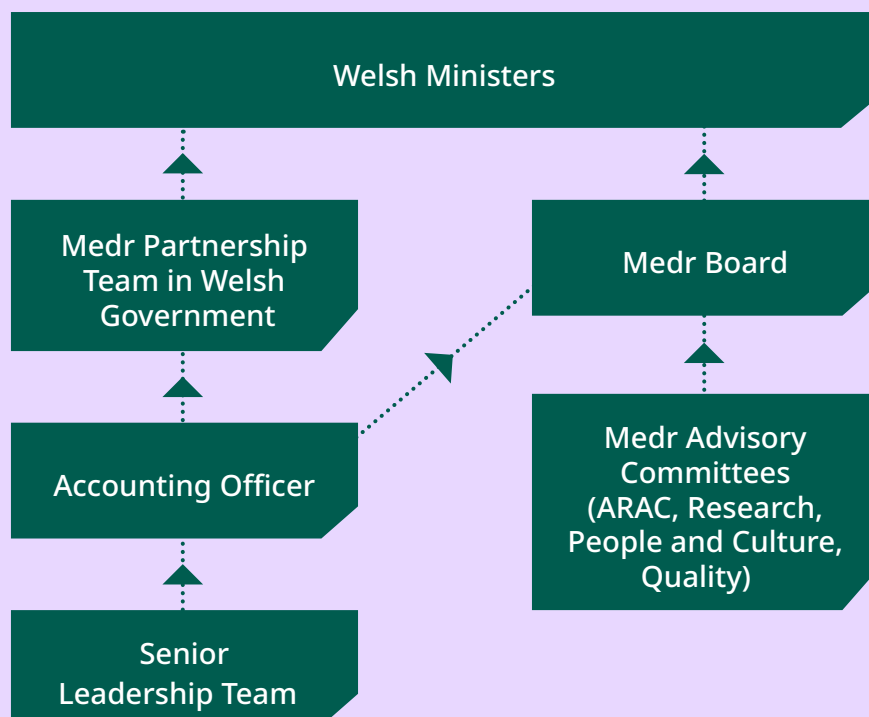 Welsh Ministers
Medr Partnership
Team in Welsh
Government
Medr Board
Accounting Officer
Medr Advisory
Committees
(ARAC, Research,
People and Culture,
Quality)
Senior
Leadership Team